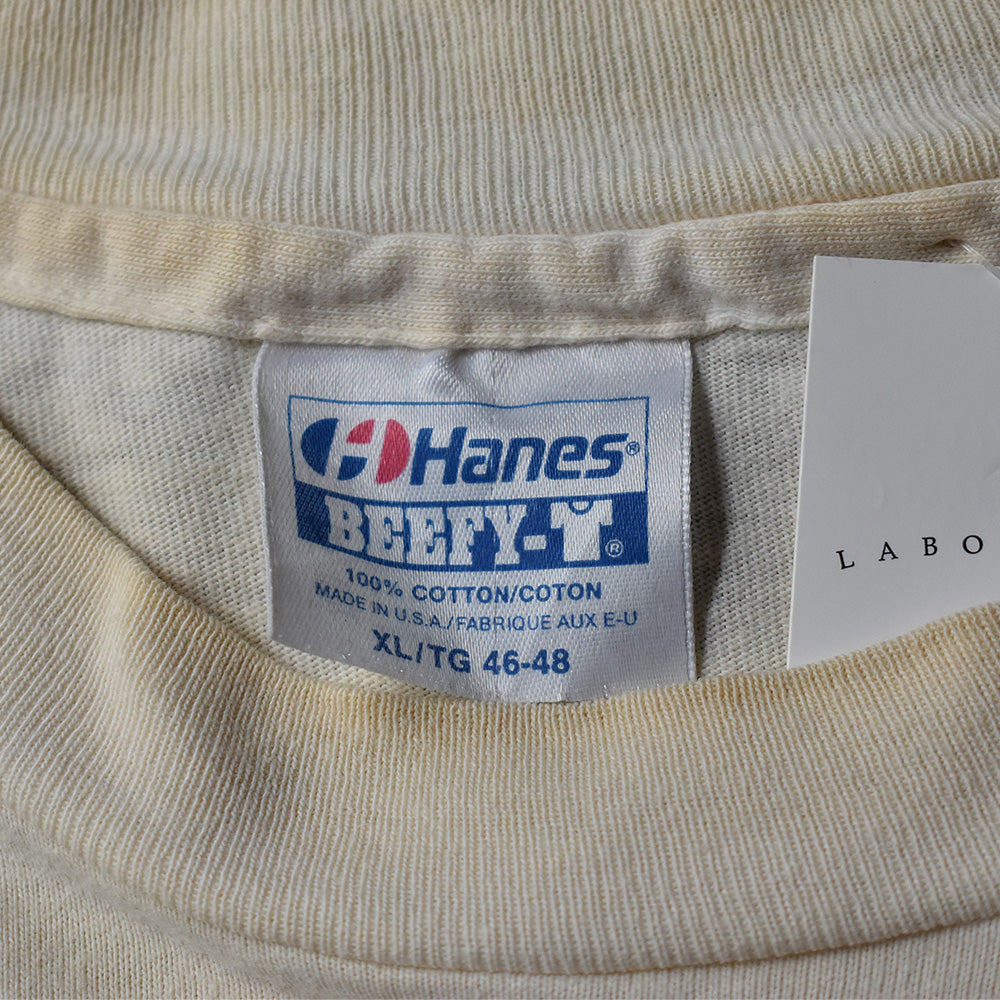 Hanes®
BEEFY-T®
100% COTTON/COTON
MADE IN U.S.A./FABRIQUE AUX E-U
XL/TG 46-48
LABO